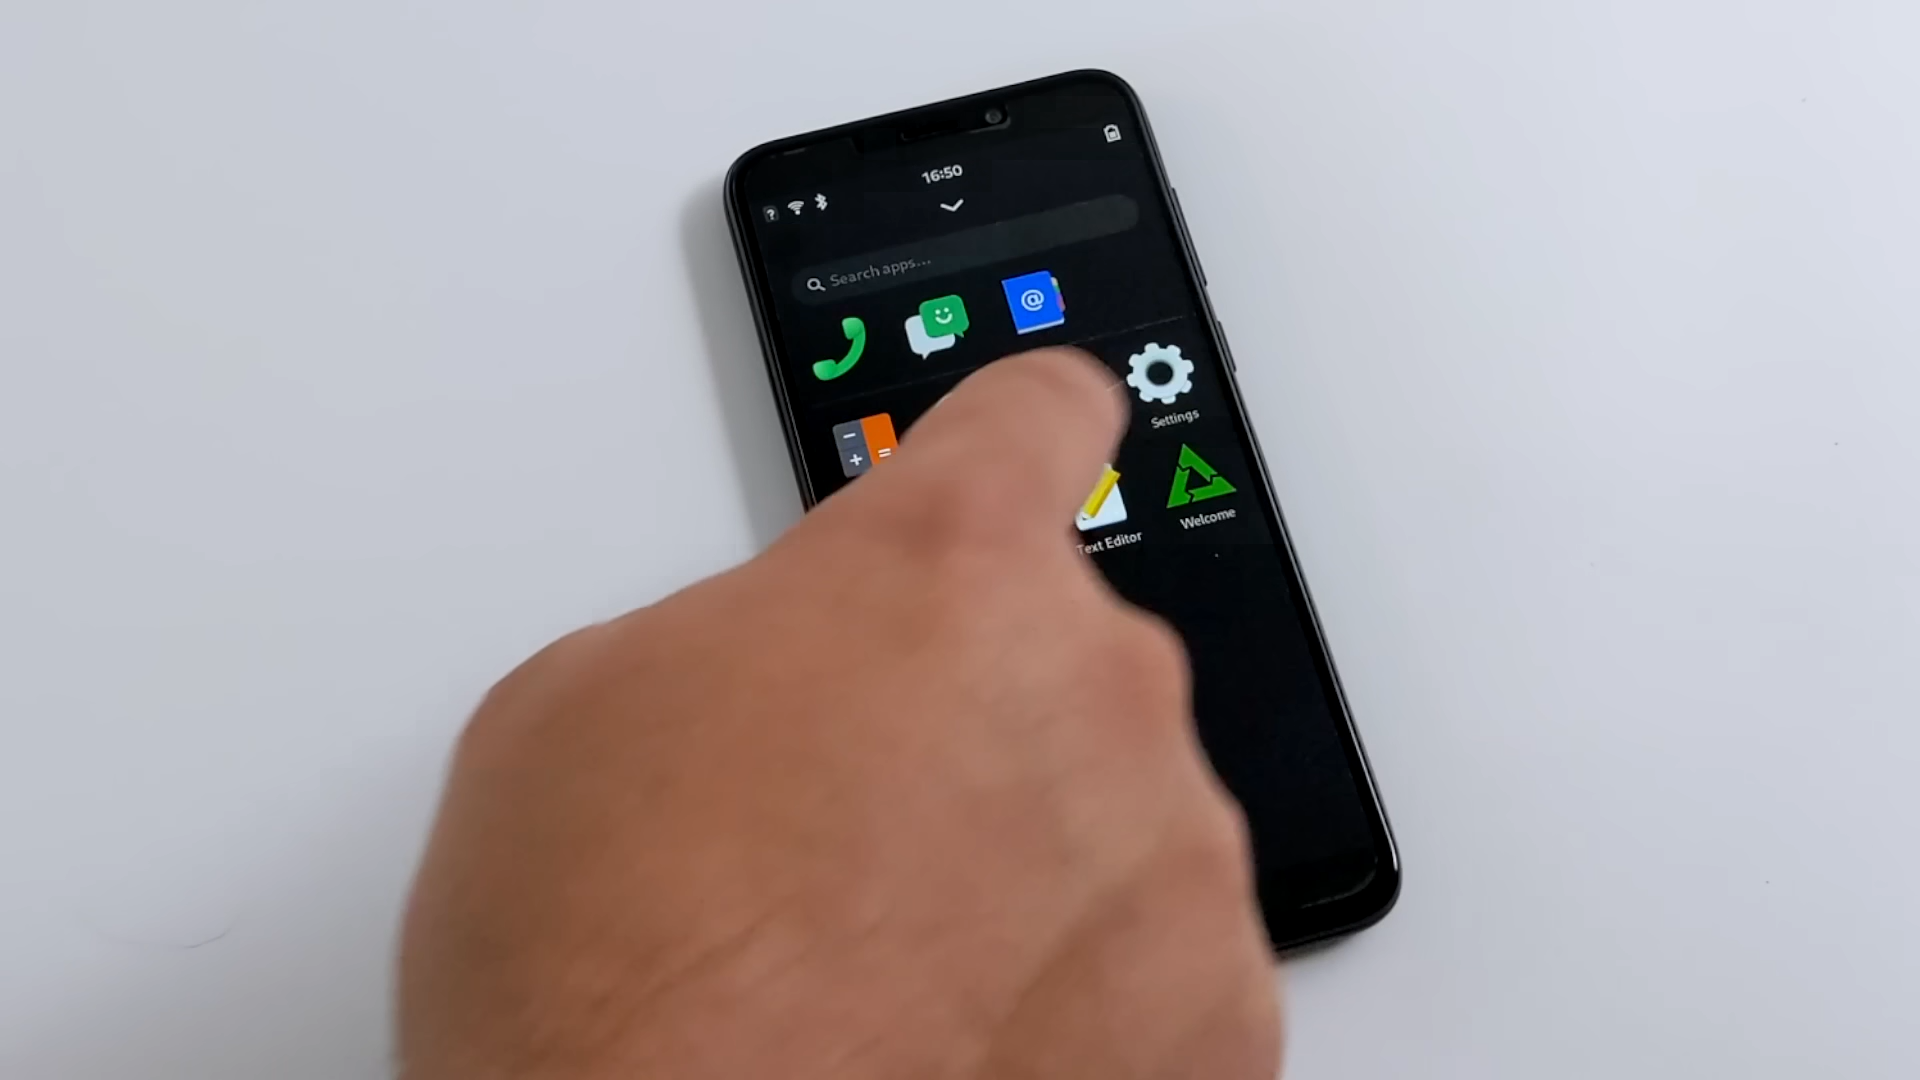 16:50
?
Search apps...
@
Settings
− + =
Text Editor
Welcome